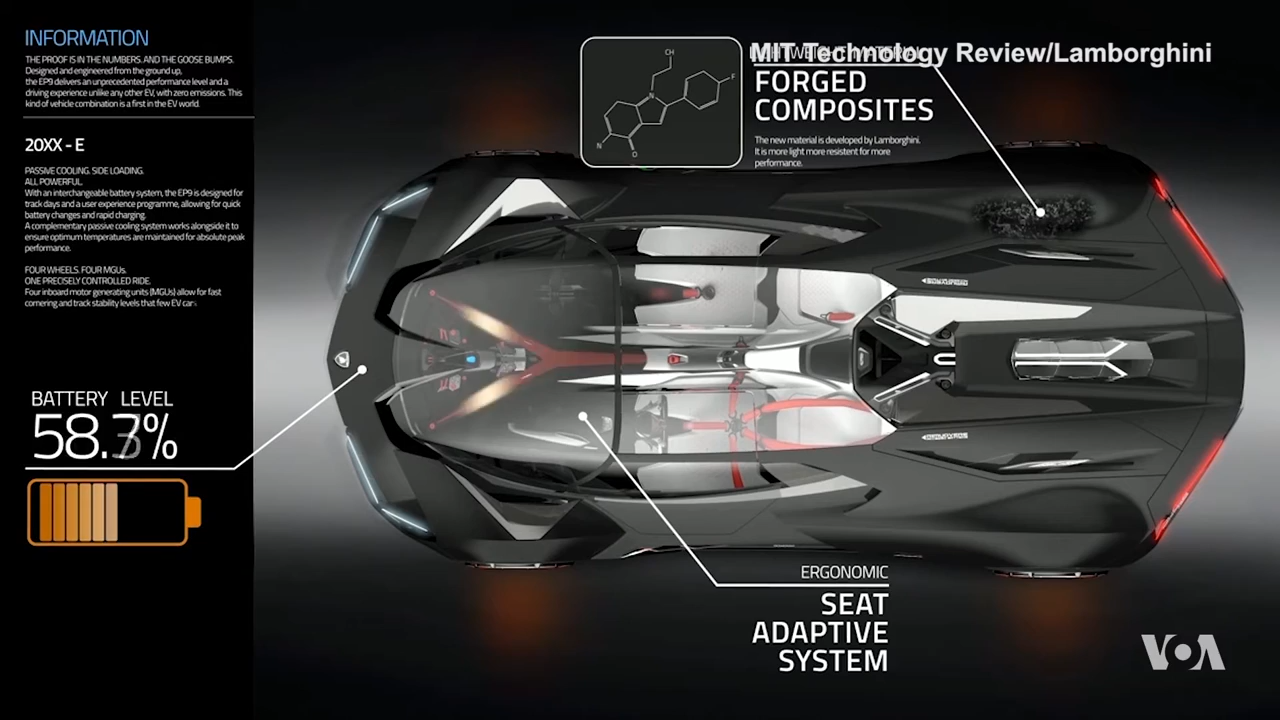 INFORMATION
THE PROOF IS IN THE NUMBERS. AND THE GOOSE BUMPS.
Designed and engineered from the ground up,
the EP9 delivers an unprecedented performance level and a
driving experience unlike any other EV, with zero emissions. This
kind of vehicle combination is a first in the EV world.
20XX - E
PASSIVE COOLING. SIDE LOADING.
ALL POWERFUL.
With an interchangeable battery system, the EP9 is designed for
track days and a user experience programme, allowing for quick
battery changes and rapid charging.
A complementary passive cooling system works alongside it to
ensure optimum temperatures are maintained for absolute peak
performance.
FOUR WHEELS. FOUR MGUs.
ONE PRECISELY CONTROLLED RIDE.
Four inboard motor generating units (MGUs) allow for fast
cornering and track stability levels that few EV car
BATTERY LEVEL
58. %
CH
N
F
N
O
MIT Technology Review/Lamborghini
FORGED
COMPOSITES
The new material is developed by Lamborghini.
It is more light more resistent for more
performance.
ERGONOMIC
SEAT
ADAPTIVE
SYSTEM
VOA